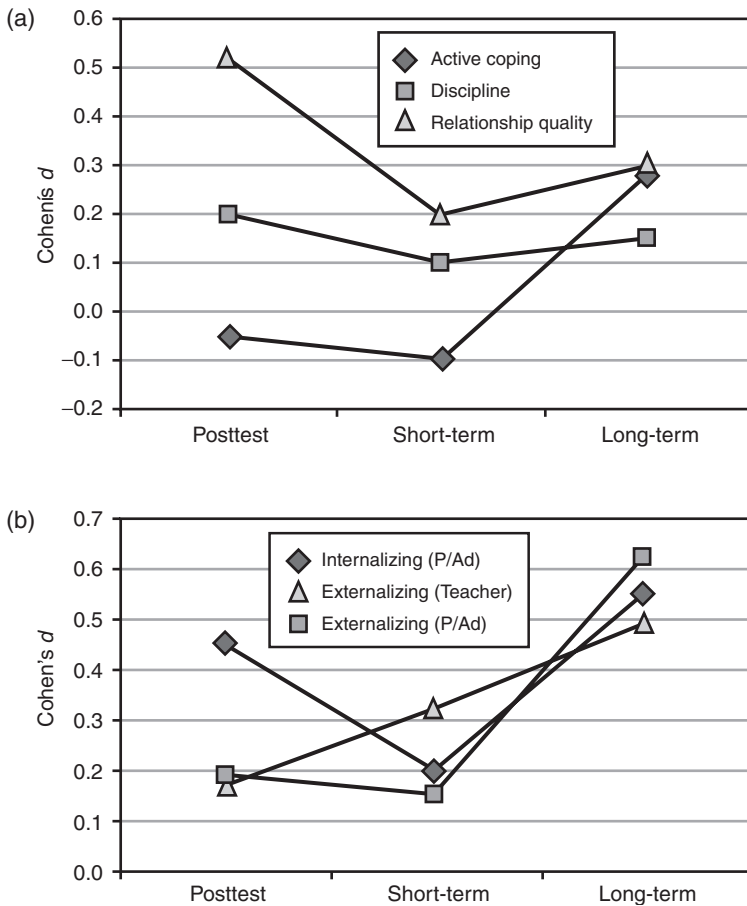 (a)
0.6
0.5
0.4
0.3
0.2
0.1
0.0
–0.1
–0.2
Cohenís d
Active coping
Discipline
Relationship quality
Posttest Short-term Long-term
(b)
0.7
0.6
0.5
0.4
0.3
0.2
0.1
0.0
Cohen's d
Internalizing (P/Ad)
Externalizing (Teacher)
Externalizing (P/Ad)
Posttest Short-term Long-term